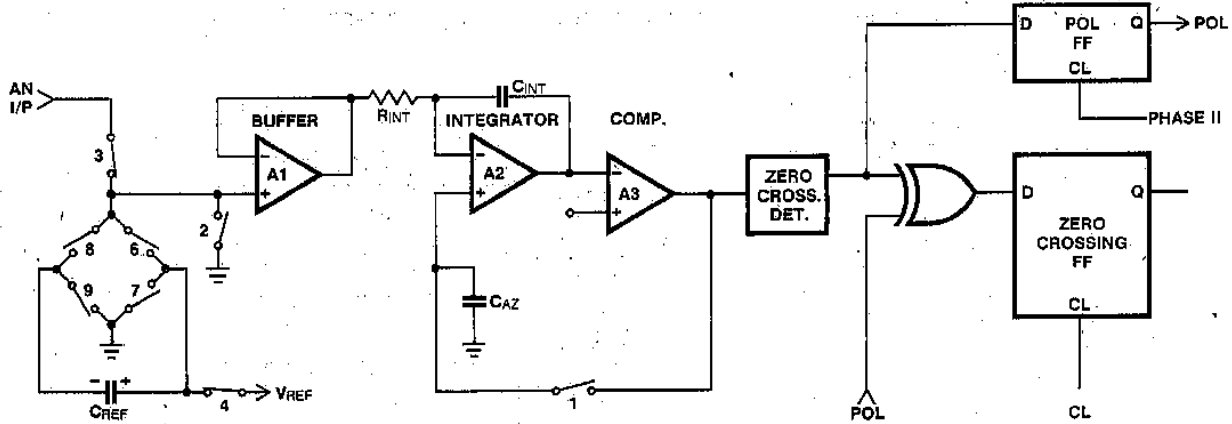 AN
I/P
3
8
6
9
7
2
- +
CREF
4
VREF
BUFFER
-
A1
+
RINT
CINT
INTEGRATOR
-
A2
+
CAZ
1
COMP.
-
A3
+
ZERO
CROSS.
DET.
POL
D POL Q
FF
CL
POL
PHASE II
D Q
ZERO
CROSSING
FF
CL
CL